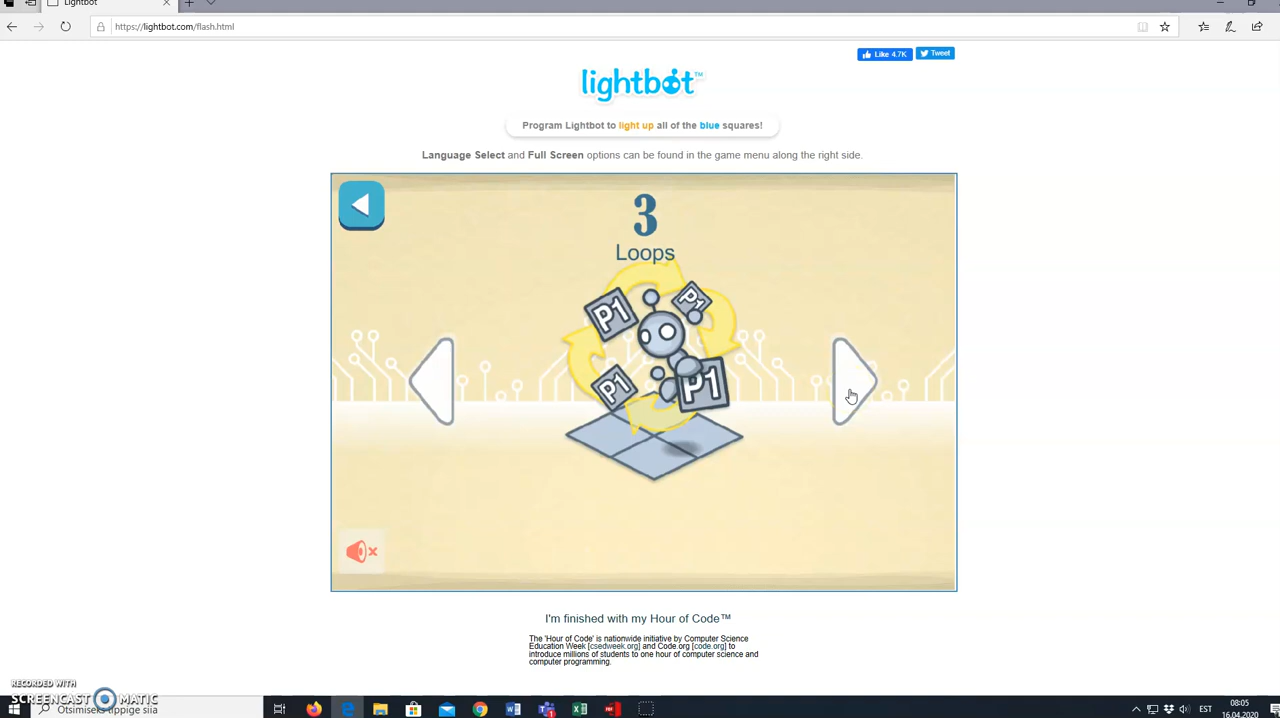 Lightbot
https://lightbot.com/flash.html
Like 4.7K
Tweet
lightbot™
Program Lightbot to light up all of the blue squares!
Language Select and Full Screen options can be found in the game menu along the right side.
3
Loops
P1
P1
P1
P1
I'm finished with my Hour of Code™
The 'Hour of Code' is nationwide initiative by Computer Science
Education Week [csedweek.org] and Code.org [code.org] to
introduce millions of students to one hour of computer science and
computer programming.
RECORDED WITH
SCREENCAST MATIC
Otsimiseks tippige siia
EST
08:05
16.04.2020